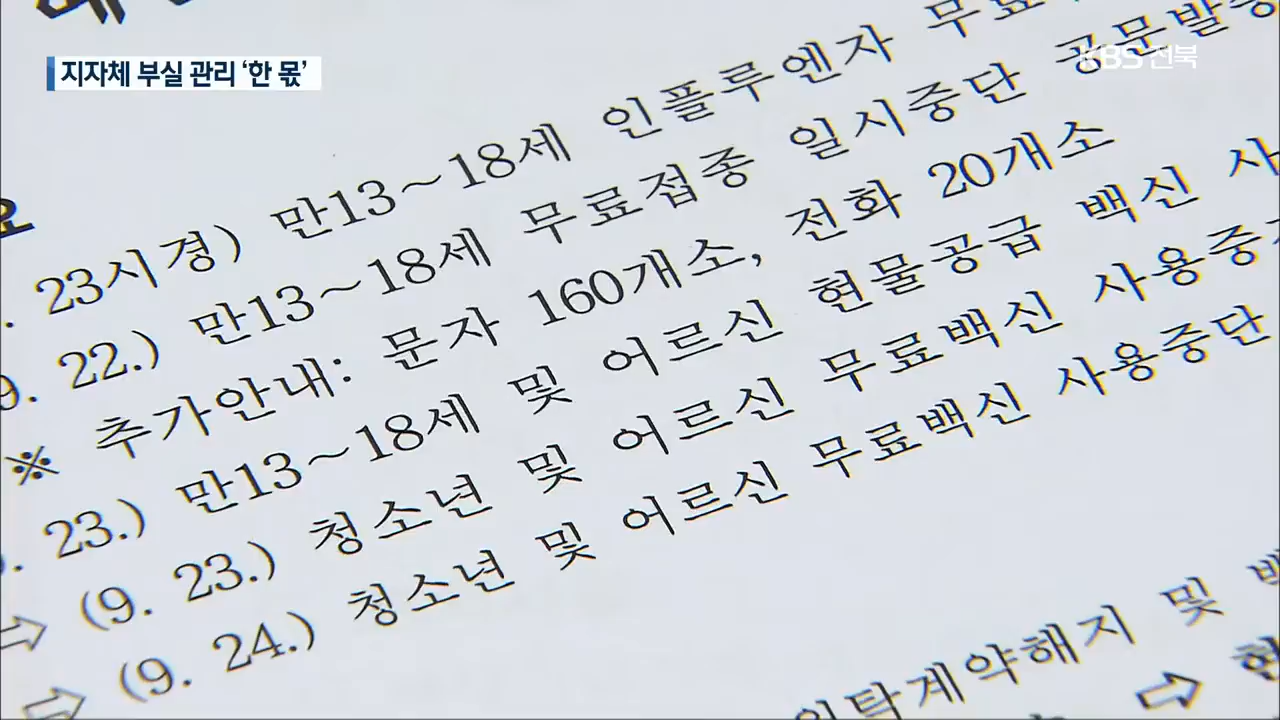 지자체 부실 관리 ‘한 몫’
KBS 전북
23시경) 만13～18세 인플루엔자 무료
22.) 만13～18세 무료접종 일시중단 공문발송
※ 추가안내: 문자 160개소, 전화 20개소
23.) 만13～18세 및 어르신 현물공급 백신 사
⇨ (9. 23.) 청소년 및 어르신 무료백신 사용중
⇨ (9. 24.) 청소년 및 어르신 무료백신 사용중단
위탁계약해지 및
⇨